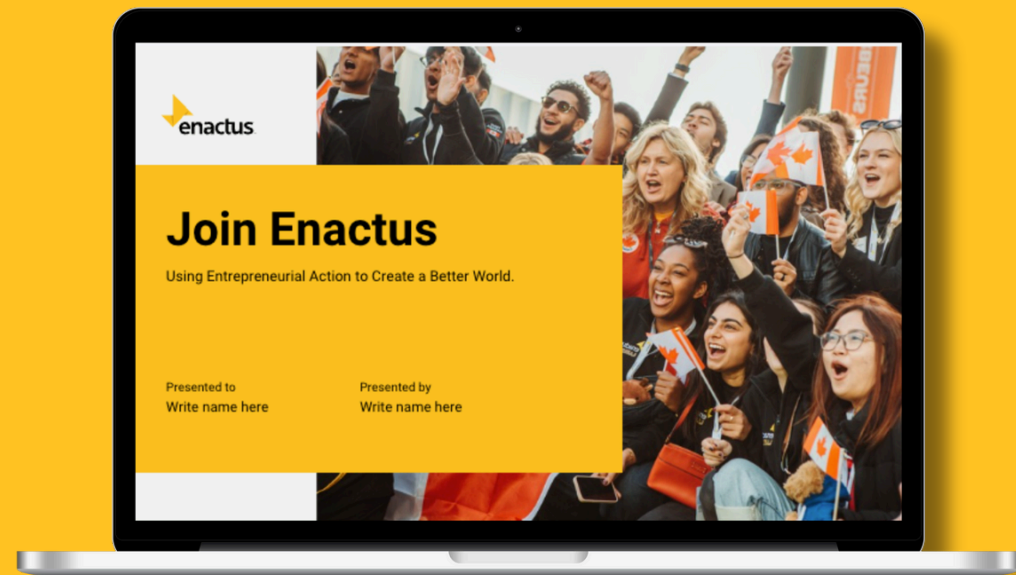 enactus
Join Enactus
Using Entrepreneurial Action to Create a Better World.
Presented to
Write name here
Presented by
Write name here